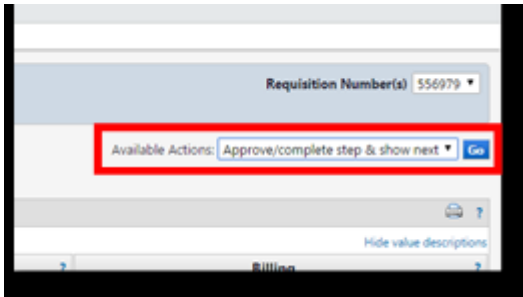 Requisition Number(s) 556979
Available Actions: Approve/complete step & show next Go
?
Hide value descriptions
? Billing ?